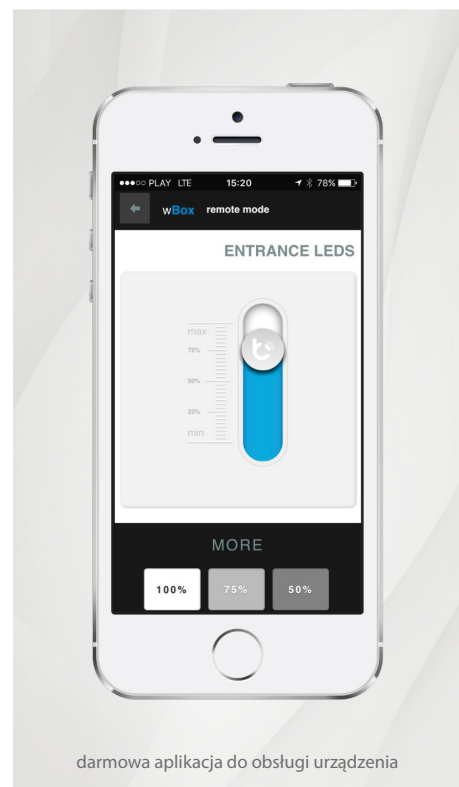 PLAY LTE 15:20 78%
wBox remote mode
ENTRANCE LEDS
max
75%
50%
25%
min
MORE
100% 75% 50%
darmowa aplikacja do obsługi urządzenia